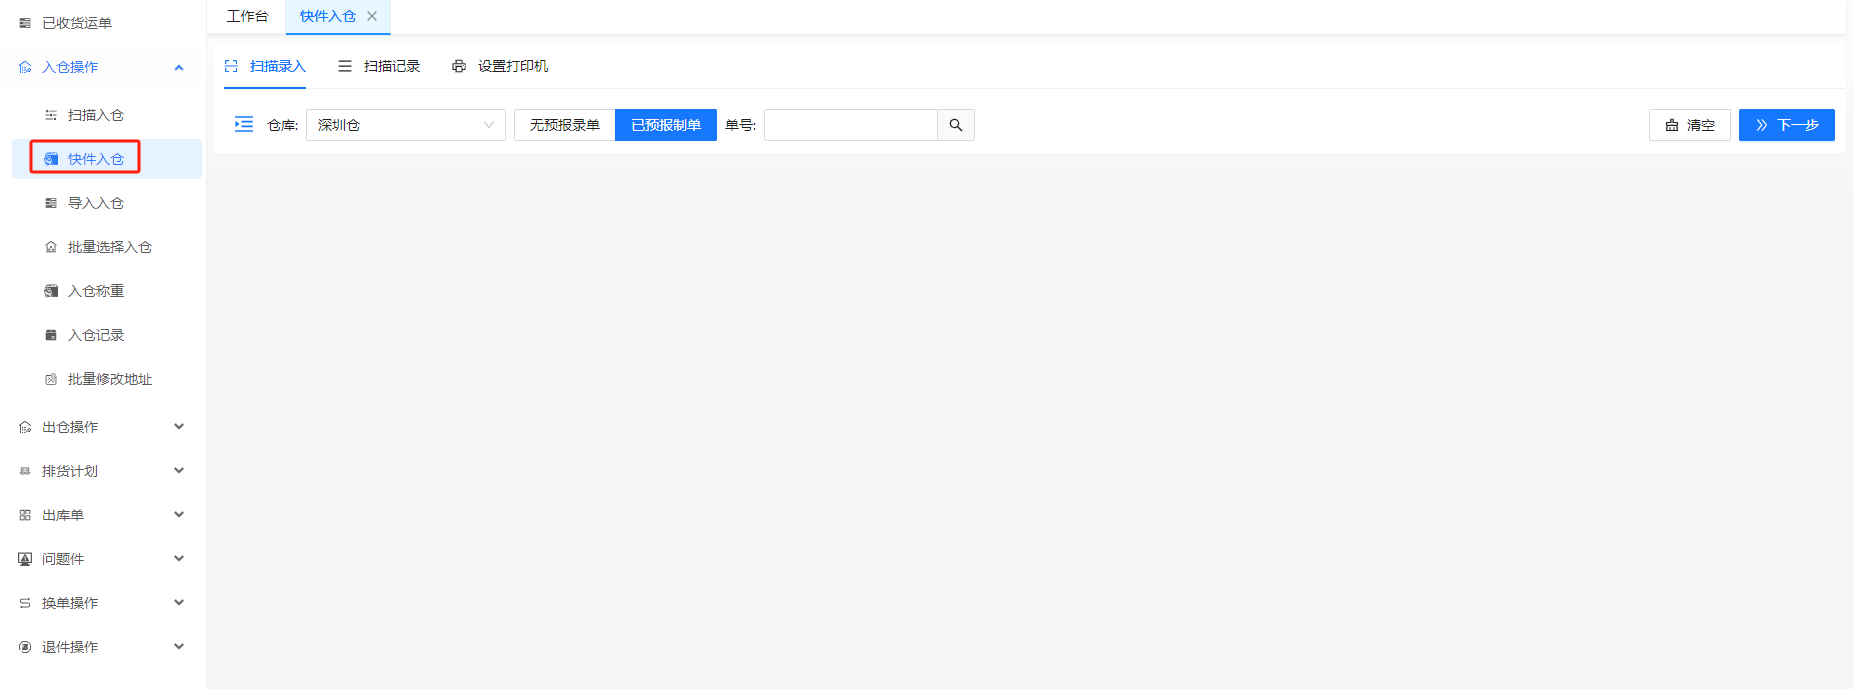 已收货运单
入仓操作
扫描入仓
快件入仓
导入入仓
批量选择入仓
入仓称重
入仓记录
批量修改地址
出仓操作
排货计划
出库单
问题件
换单操作
退件操作
工作台 快件入仓
扫描录入 扫描记录 设置打印机
仓库: 深圳仓 无预报录单 已预报制单 单号: 清空 下一步